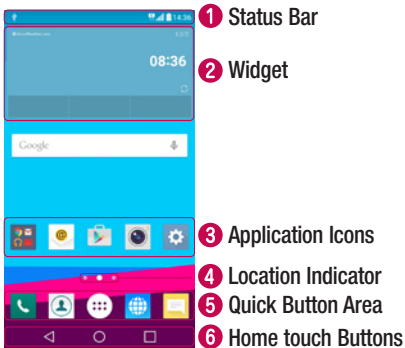 14:36
1 Status Bar
08:36
2 Widget
Google
3 Application Icons
4 Location Indicator
5 Quick Button Area
6 Home touch Buttons